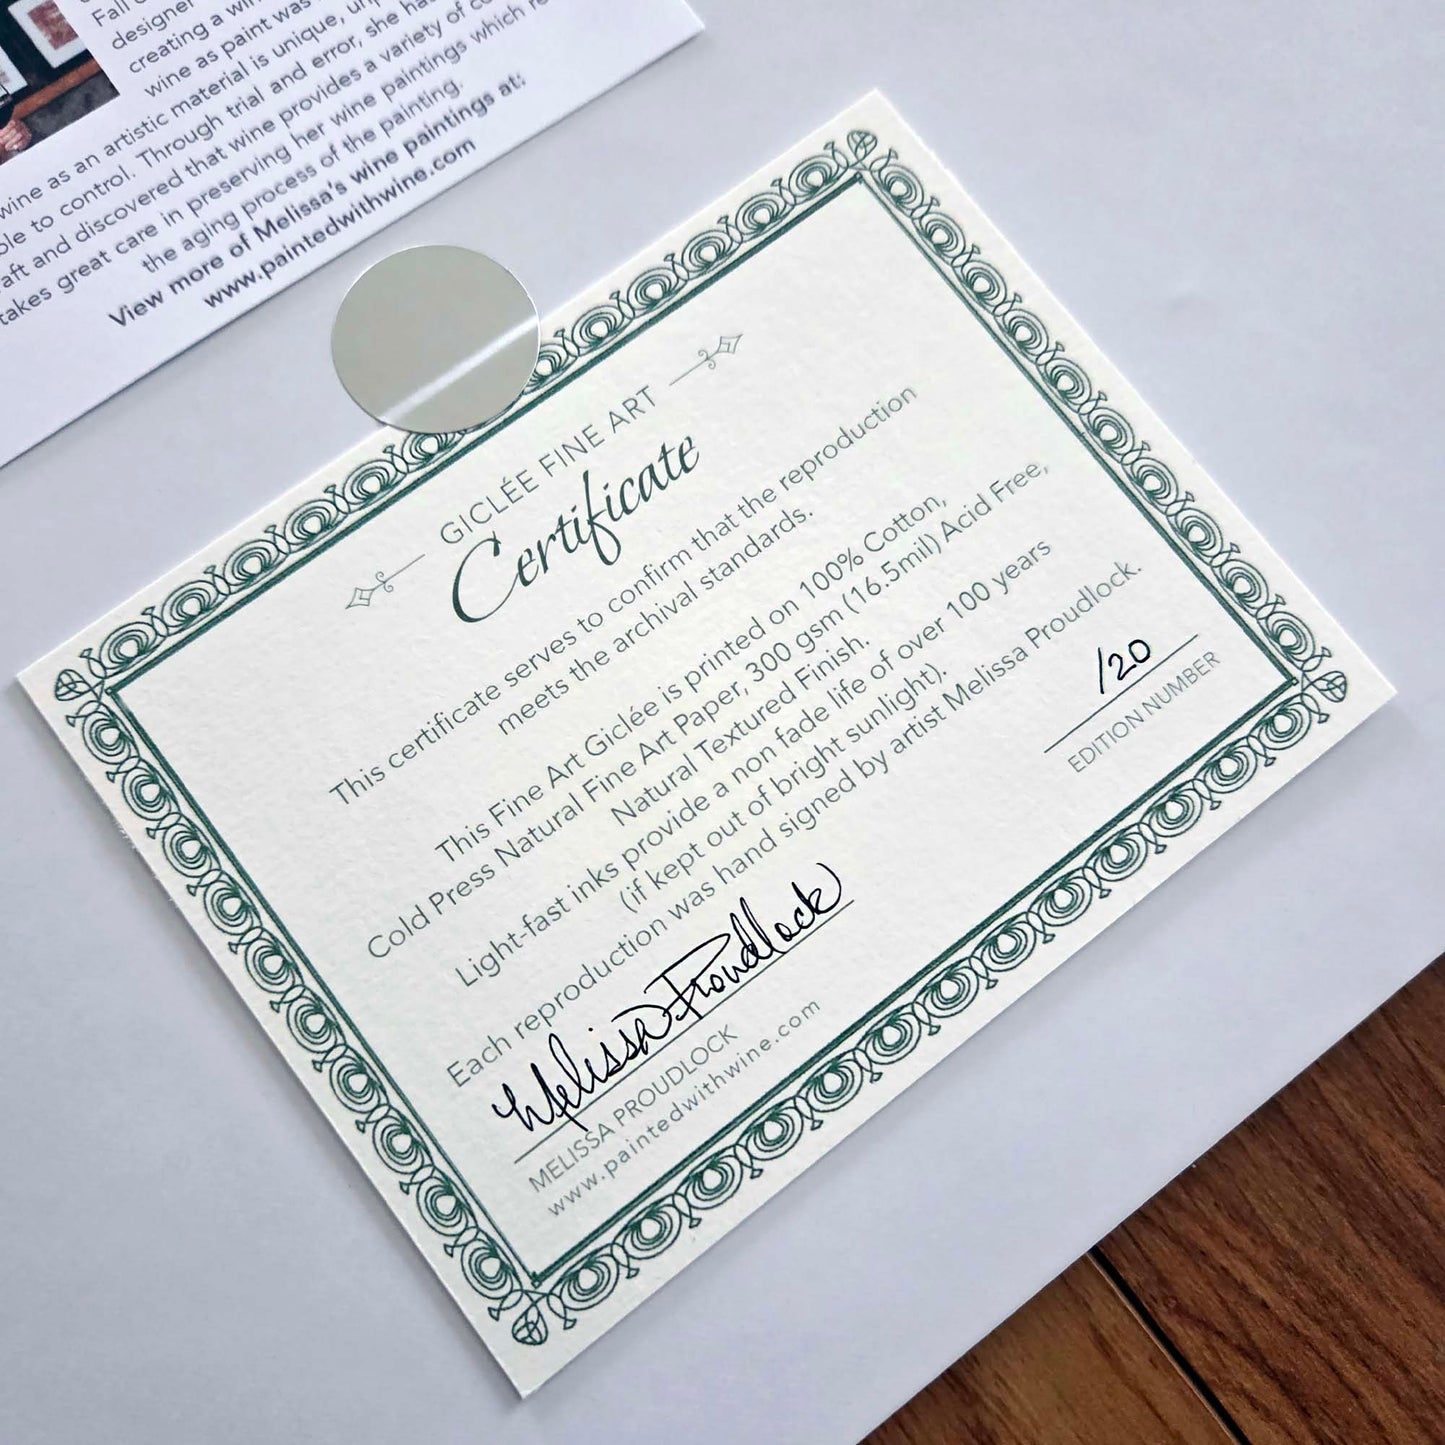 Fall
designer
creating a wi
wine as paint was
wine as an artistic material is unique,
to control. Through trial and error, she has
and discovered that wine provides a variety of
takes great care in preserving her wine paintings which
the aging process of the painting.
View more of Melissa's wine paintings at:
www.paintedwithwine.com
GICLÉE FINE ART
Certificate
This certificate serves to confirm that the reproduction
meets the archival standards.
This Fine Art Giclée is printed on 100% Cotton,
Cold Press Natural Fine Art Paper, 300 gsm (16.5mil) Acid Free,
Natural Textured Finish.
Light-fast inks provide a non fade life of over 100 years
(if kept out of bright sunlight).
Each reproduction was hand signed by artist Melissa Proudlock.
Melissa Proudlock
MELISSA PROUDLOCK
www.paintedwithwine.com
/20
EDITION NUMBER